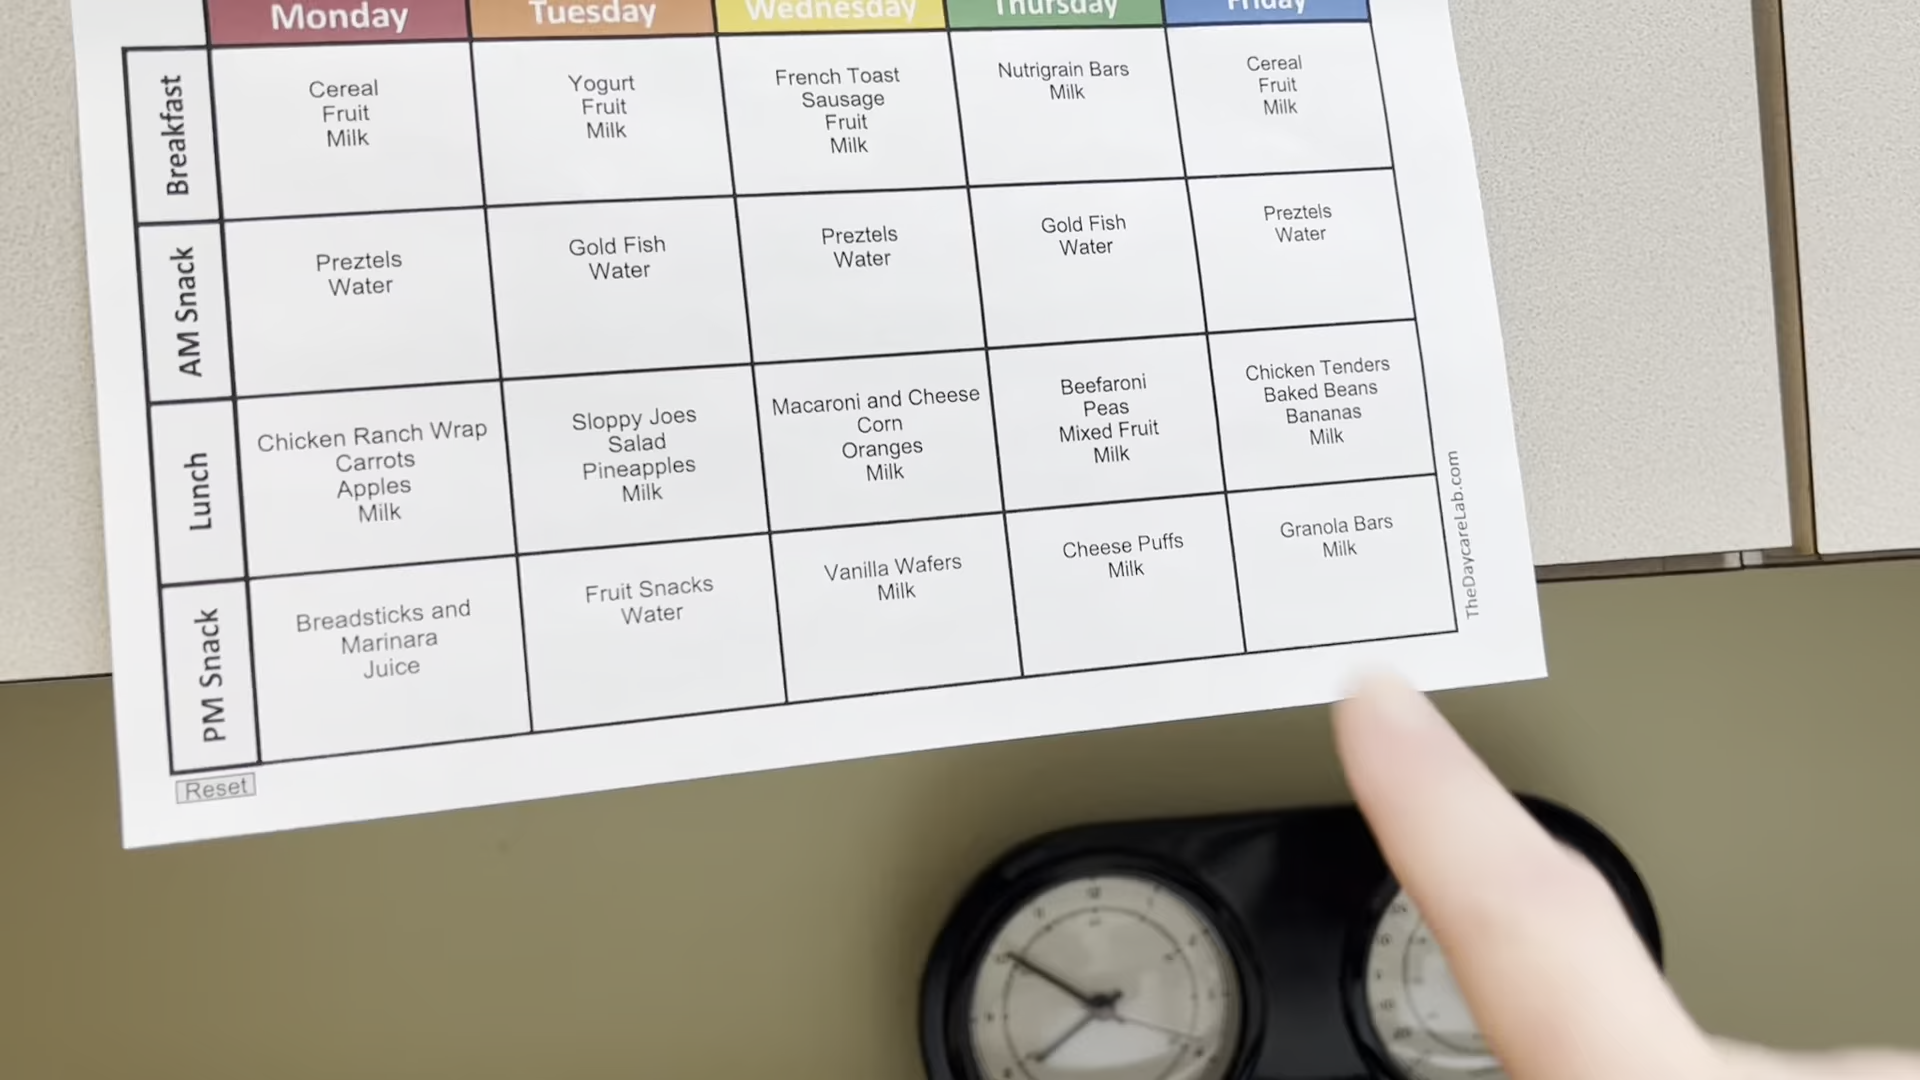 Monday Tuesday Wednesday Thursday Friday
Breakfast
Cereal
Fruit
Milk
Yogurt
Fruit
Milk
French Toast
Sausage
Fruit
Milk
Nutrigrain Bars
Milk
Cereal
Fruit
Milk
AM Snack
Preztels
Water
Gold Fish
Water
Preztels
Water
Gold Fish
Water
Preztels
Water
Lunch
Chicken Ranch Wrap
Carrots
Apples
Milk
Sloppy Joes
Salad
Pineapples
Milk
Macaroni and Cheese
Corn
Oranges
Milk
Beefaroni
Peas
Mixed Fruit
Milk
Chicken Tenders
Baked Beans
Bananas
Milk
PM Snack
Breadsticks and
Marinara
Juice
Fruit Snacks
Water
Vanilla Wafers
Milk
Cheese Puffs
Milk
Granola Bars
Milk
TheDaycareLab.com
Reset